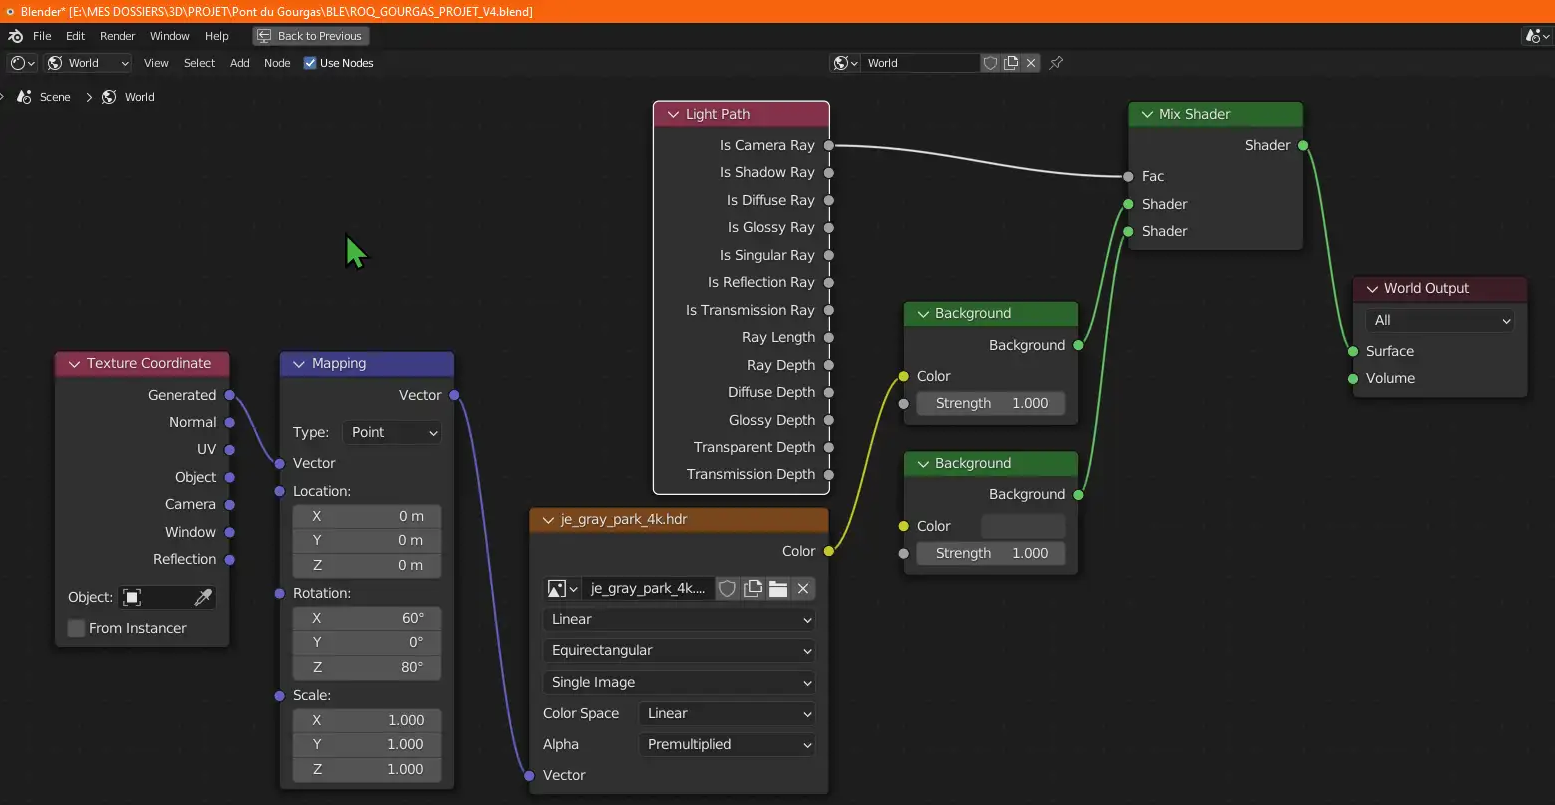 Blender* [E:\MES DOSSIERS\3D\PROJET\Pont du Gourgas\BLE\ROQ_GOURGAS_PROJET_V4.blend]
File Edit Render Window Help Back to Previous
World View Select Add Node Use Nodes World
Scene > World
Light Path
Is Camera Ray
Is Shadow Ray
Is Diffuse Ray
Is Glossy Ray
Is Singular Ray
Is Reflection Ray
Is Transmission Ray
Ray Length
Ray Depth
Diffuse Depth
Glossy Depth
Transparent Depth
Transmission Depth
Mix Shader
Shader
Fac
Shader
Shader
World Output
All
Surface
Volume
Background
Background
Color
Strength 1.000
Background
Background
Color
Strength 1.000
Texture Coordinate
Generated
Normal
UV
Object
Camera
Window
Reflection
Object:
From Instancer
Mapping
Vector
Type: Point
Vector
Location:
X 0 m
Y 0 m
Z 0 m
Rotation:
X 60°
Y 0°
Z 80°
Scale:
X 1.000
Y 1.000
Z 1.000
je_gray_park_4k.hdr
Color
je_gray_park_4k....
Linear
Equirectangular
Single Image
Color Space Linear
Alpha Premultiplied
Vector